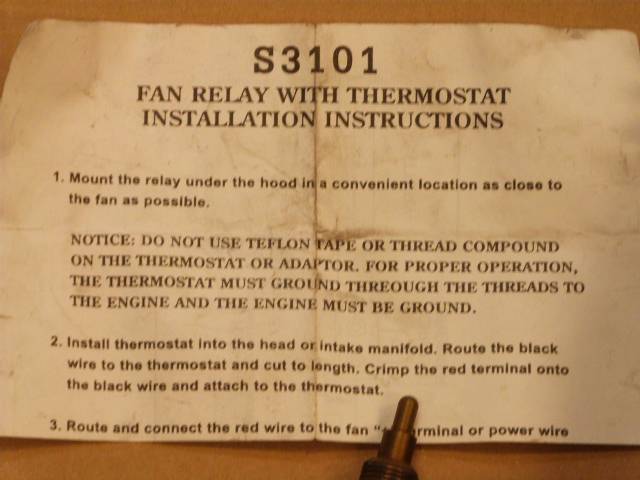 S3101
FAN RELAY WITH THERMOSTAT
INSTALLATION INSTRUCTIONS
1. Mount the relay under the hood in a convenient location as close to
the fan as possible.
NOTICE: DO NOT USE TEFLON TAPE OR THREAD COMPOUND
ON THE THERMOSTAT OR ADAPTOR. FOR PROPER OPERATION,
THE THERMOSTAT MUST GROUND THREOUGH THE THREADS TO
THE ENGINE AND THE ENGINE MUST BE GROUND.
2. Install thermostat into the head or intake manifold. Route the black
wire to the thermostat and cut to length. Crimp the red terminal onto
the black wire and attach to the thermostat.
3. Route and connect the red wire to the fan or power wire